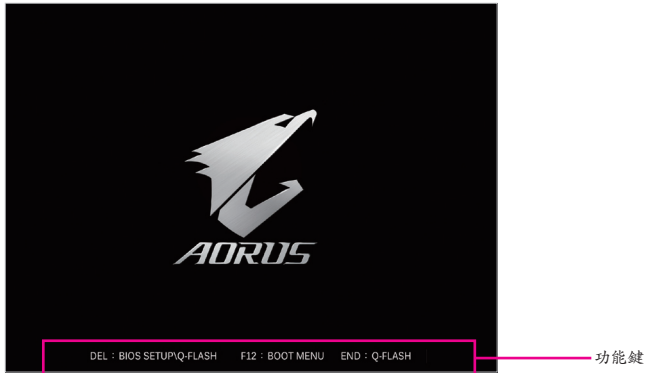 AORUS
DEL：BIOS SETUP\Q-FLASH F12：BOOT MENU END：Q-FLASH
功能鍵